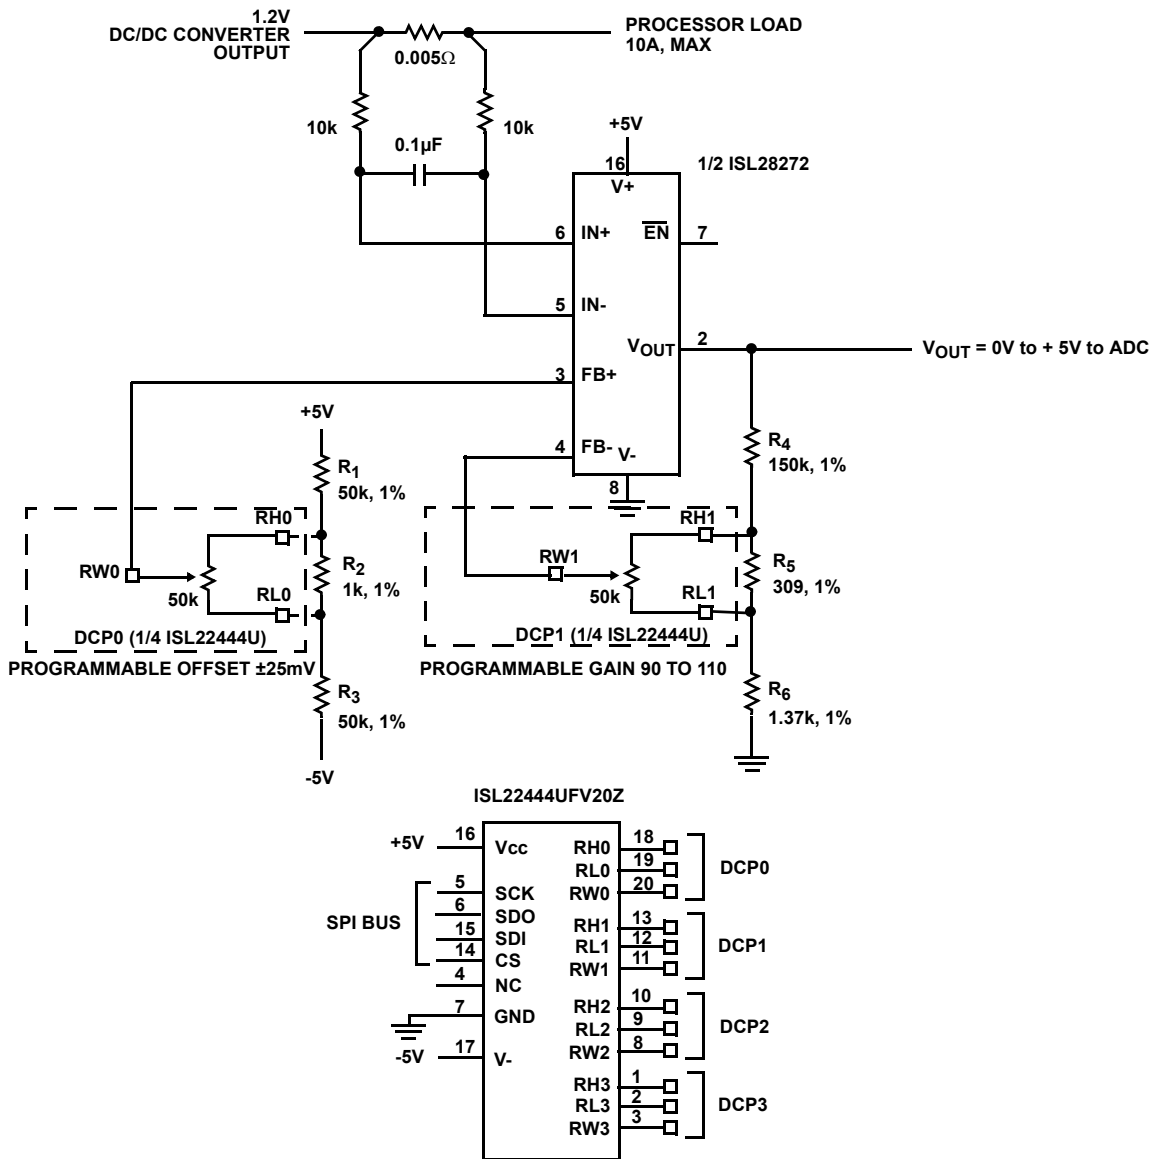 1.2V
DC/DC CONVERTER
OUTPUT
0.005Ω
PROCESSOR LOAD
10A, MAX
10k
10k
0.1µF
+5V
16
V+
1/2 ISL28272
6
IN+
EN
7
5
IN-
VOUT
2
VOUT = 0V to + 5V to ADC
3
FB+
4
FB-
V-
8
+5V
R1
50k, 1%
R4
150k, 1%
RH0
RW0
50k
RL0
R2
1k, 1%
DCP0 (1/4 ISL22444U)
PROGRAMMABLE OFFSET ±25mV
R3
50k, 1%
-5V
RH1
RW1
50k
RL1
R5
309, 1%
DCP1 (1/4 ISL22444U)
PROGRAMMABLE GAIN 90 TO 110
R6
1.37k, 1%
ISL22444UFV20Z
+5V
16
Vcc
SPI BUS
5
SCK
6
SDO
15
SDI
14
CS
4
NC
7
GND
-5V
17
V-
RH0
18
RL0
19
RW0
20
DCP0
RH1
13
RL1
12
RW1
11
DCP1
RH2
10
RL2
9
RW2
8
DCP2
RH3
1
RL3
2
RW3
3
DCP3